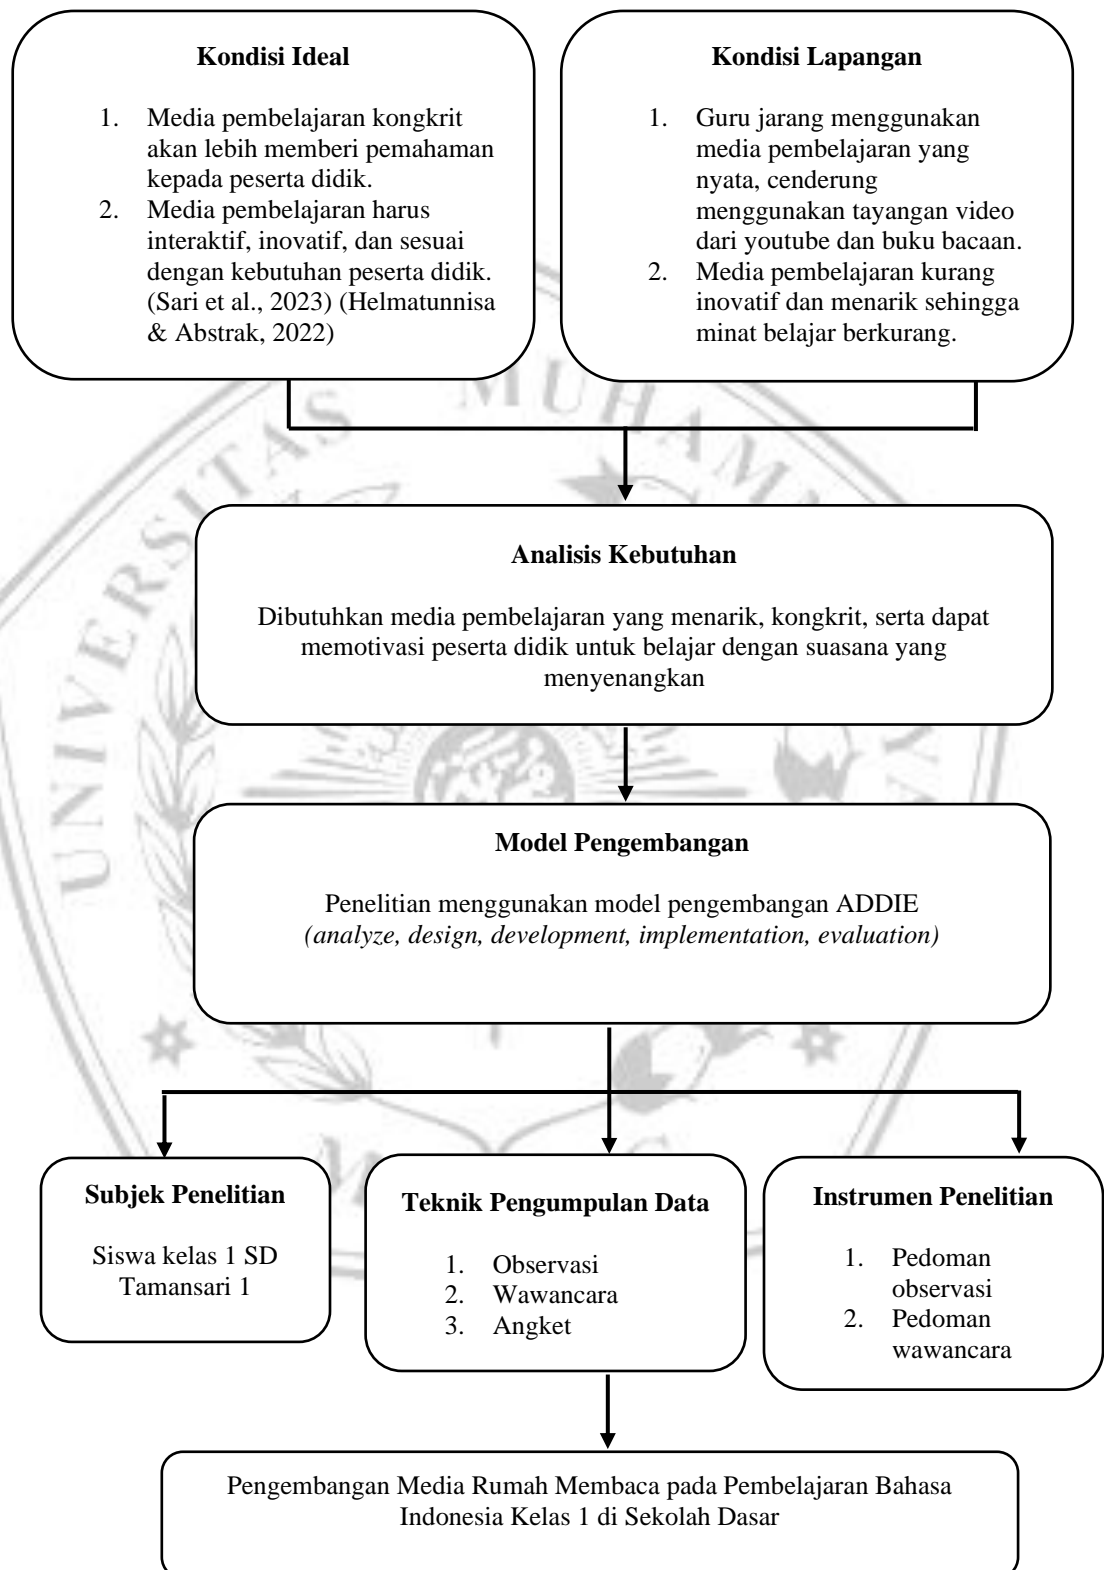 Kondisi Ideal
1. Media pembelajaran kongkrit
akan lebih memberi pemahaman
kepada peserta didik.
2. Media pembelajaran harus
interaktif, inovatif, dan sesuai
dengan kebutuhan peserta didik.
(Sari et al., 2023) (Helmatunnisa
& Abstrak, 2022)
Kondisi Lapangan
1. Guru jarang menggunakan
media pembelajaran yang
nyata, cenderung
menggunakan tayangan video
dari youtube dan buku bacaan.
2. Media pembelajaran kurang
inovatif dan menarik sehingga
minat belajar berkurang.
Analisis Kebutuhan
Dibutuhkan media pembelajaran yang menarik, kongkrit, serta dapat
memotivasi peserta didik untuk belajar dengan suasana yang
menyenangkan
Model Pengembangan
Penelitian menggunakan model pengembangan ADDIE
(analyze, design, development, implementation, evaluation)
Subjek Penelitian
Siswa kelas 1 SD
Tamansari 1
Teknik Pengumpulan Data
1. Observasi
2. Wawancara
3. Angket
Instrumen Penelitian
1. Pedoman
observasi
2. Pedoman
wawancara
Pengembangan Media Rumah Membaca pada Pembelajaran Bahasa
Indonesia Kelas 1 di Sekolah Dasar
UNIVERSITAS